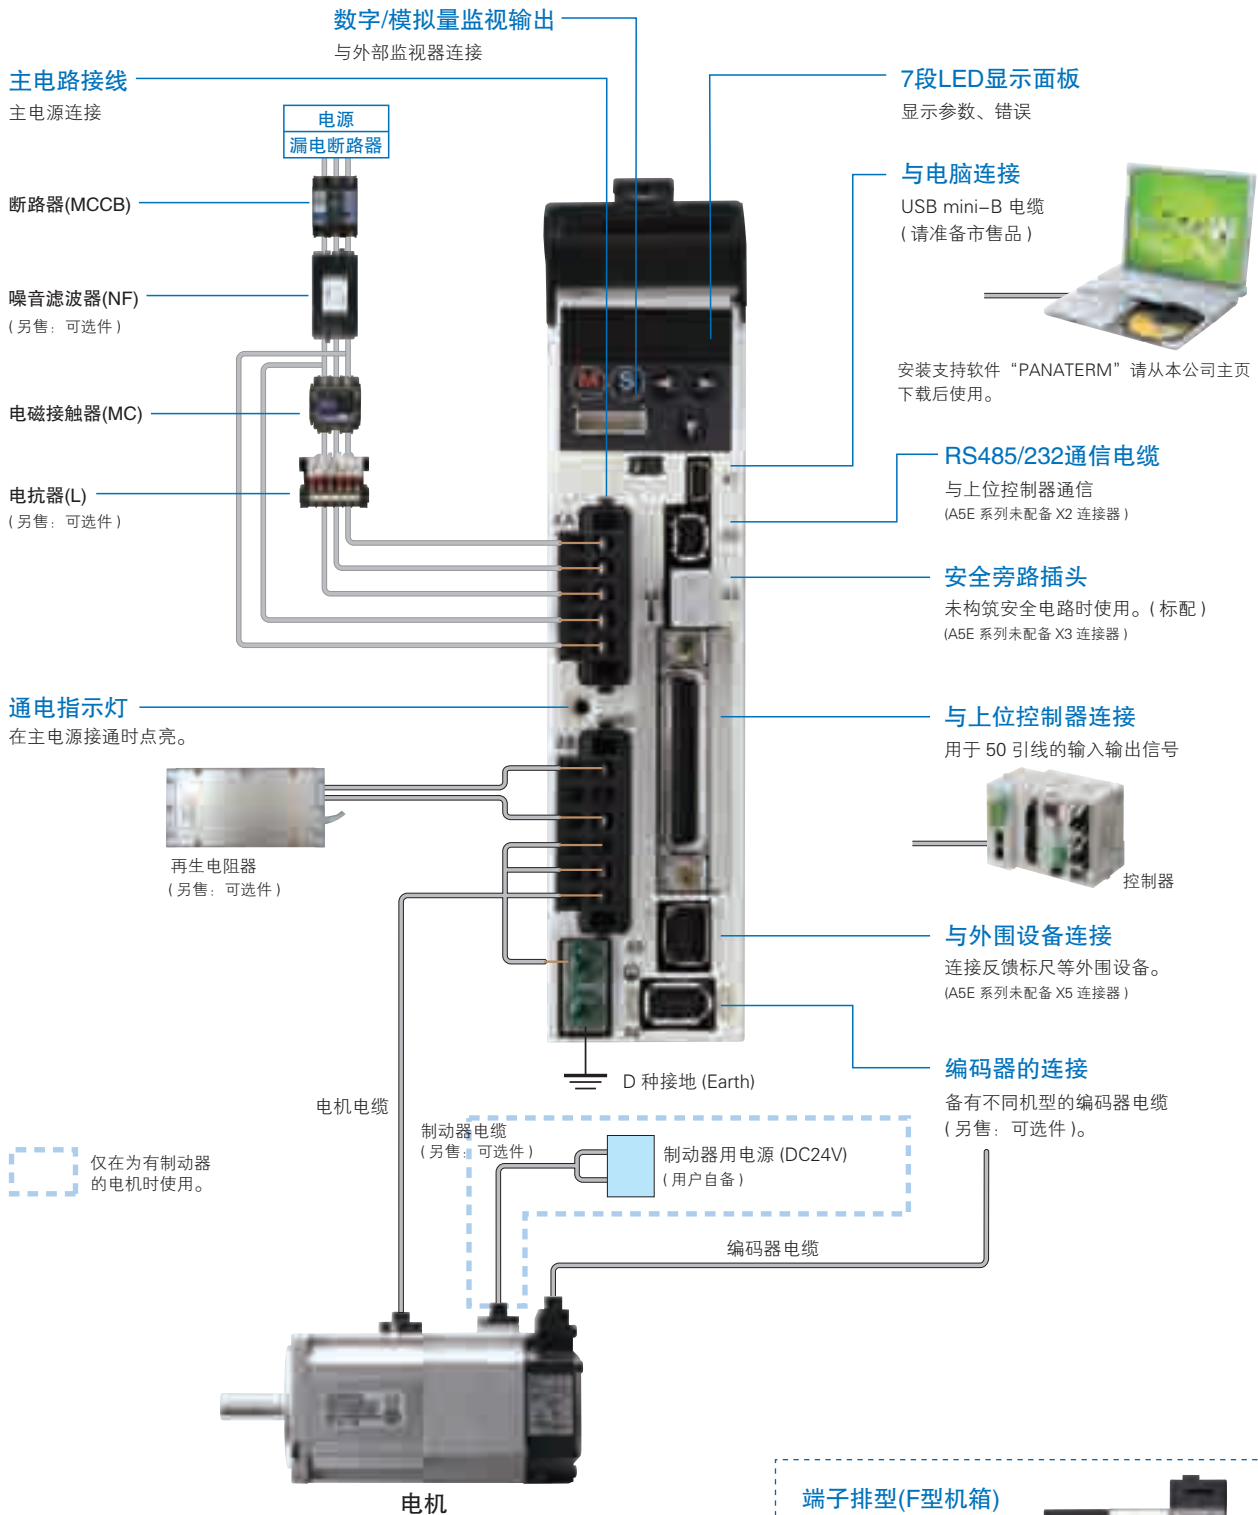 数字/模拟量监视输出
与外部监视器连接
主电路接线
主电源连接
电源
漏电断路器
断路器(MCCB)
噪音滤波器(NF)
(另售：可选件)
电磁接触器(MC)
电抗器(L)
(另售：可选件)
通电指示灯
在主电源接通时点亮。
再生电阻器
(另售：可选件)
7段LED显示面板
显示参数、错误
与电脑连接
USB mini-B 电缆
(请准备市售品)
安装支持软件“PANATERM”请从本公司主页
下载后使用。
RS485/232通信电缆
与上位控制器通信
(A5E 系列未配备 X2 连接器)
安全旁路插头
未构筑安全电路时使用。(标配)
(A5E 系列未配备 X3 连接器)
与上位控制器连接
用于 50 引线的输入输出信号
控制器
与外围设备连接
连接反馈标尺等外围设备。
(A5E 系列未配备 X5 连接器)
编码器的连接
备有不同机型的编码器电缆
(另售：可选件)。
M
S
D 种接地 (Earth)
电机电缆
制动器电缆
(另售：可选件)
制动器用电源 (DC24V)
(用户自备)
仅在为有制动器
的电机时使用。
编码器电缆
电机
端子排型(F型机箱)